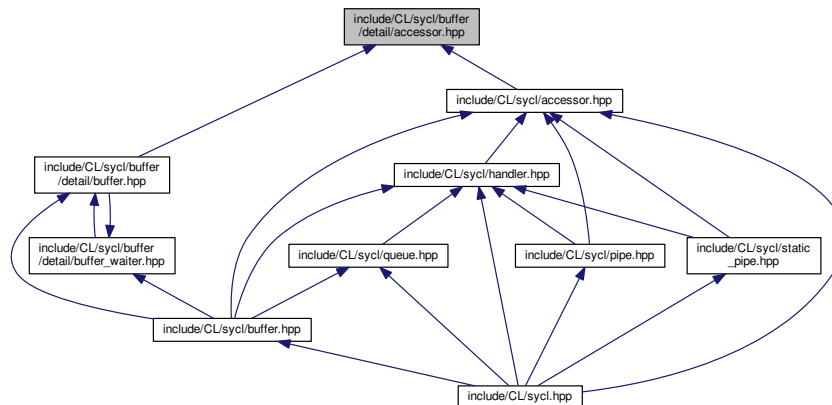 include/CL/sycl/buffer
/detail/accessor.hpp
include/CL/sycl/accessor.hpp
include/CL/sycl/buffer
/detail/buffer.hpp
include/CL/sycl/handler.hpp
include/CL/sycl/buffer
/detail/buffer_waiter.hpp
include/CL/sycl/queue.hpp
include/CL/sycl/pipe.hpp
include/CL/sycl/static
_pipe.hpp
include/CL/sycl/buffer.hpp
include/CL/sycl.hpp